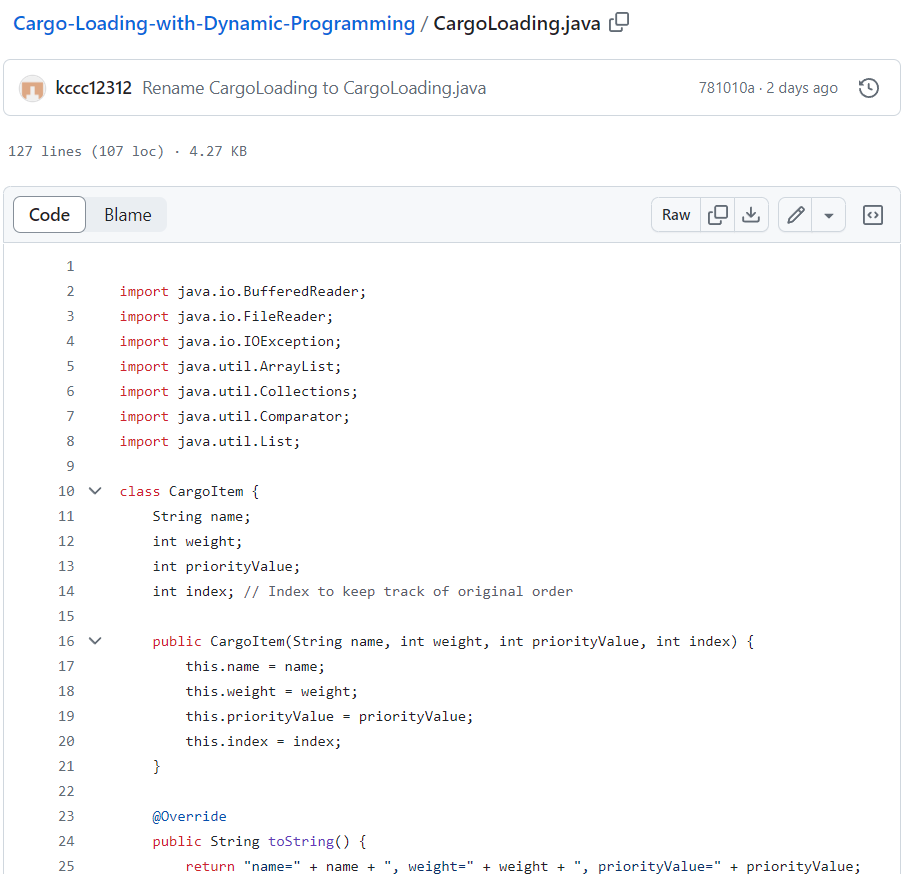 Cargo-Loading-with-Dynamic-Programming / CargoLoading.java
kccc12312 Rename CargoLoading to CargoLoading.java 781010a · 2 days ago
127 lines (107 loc) · 4.27 KB
Code Blame Raw
1
2 import java.io.BufferedReader;
3 import java.io.FileReader;
4 import java.io.IOException;
5 import java.util.ArrayList;
6 import java.util.Collections;
7 import java.util.Comparator;
8 import java.util.List;
9
10 class CargoItem {
11 String name;
12 int weight;
13 int priorityValue;
14 int index; // Index to keep track of original order
15
16 public CargoItem(String name, int weight, int priorityValue, int index) {
17 this.name = name;
18 this.weight = weight;
19 this.priorityValue = priorityValue;
20 this.index = index;
21 }
22
23 @Override
24 public String toString() {
25 return "name=" + name + ", weight=" + weight + ", priorityValue=" + priorityValue;